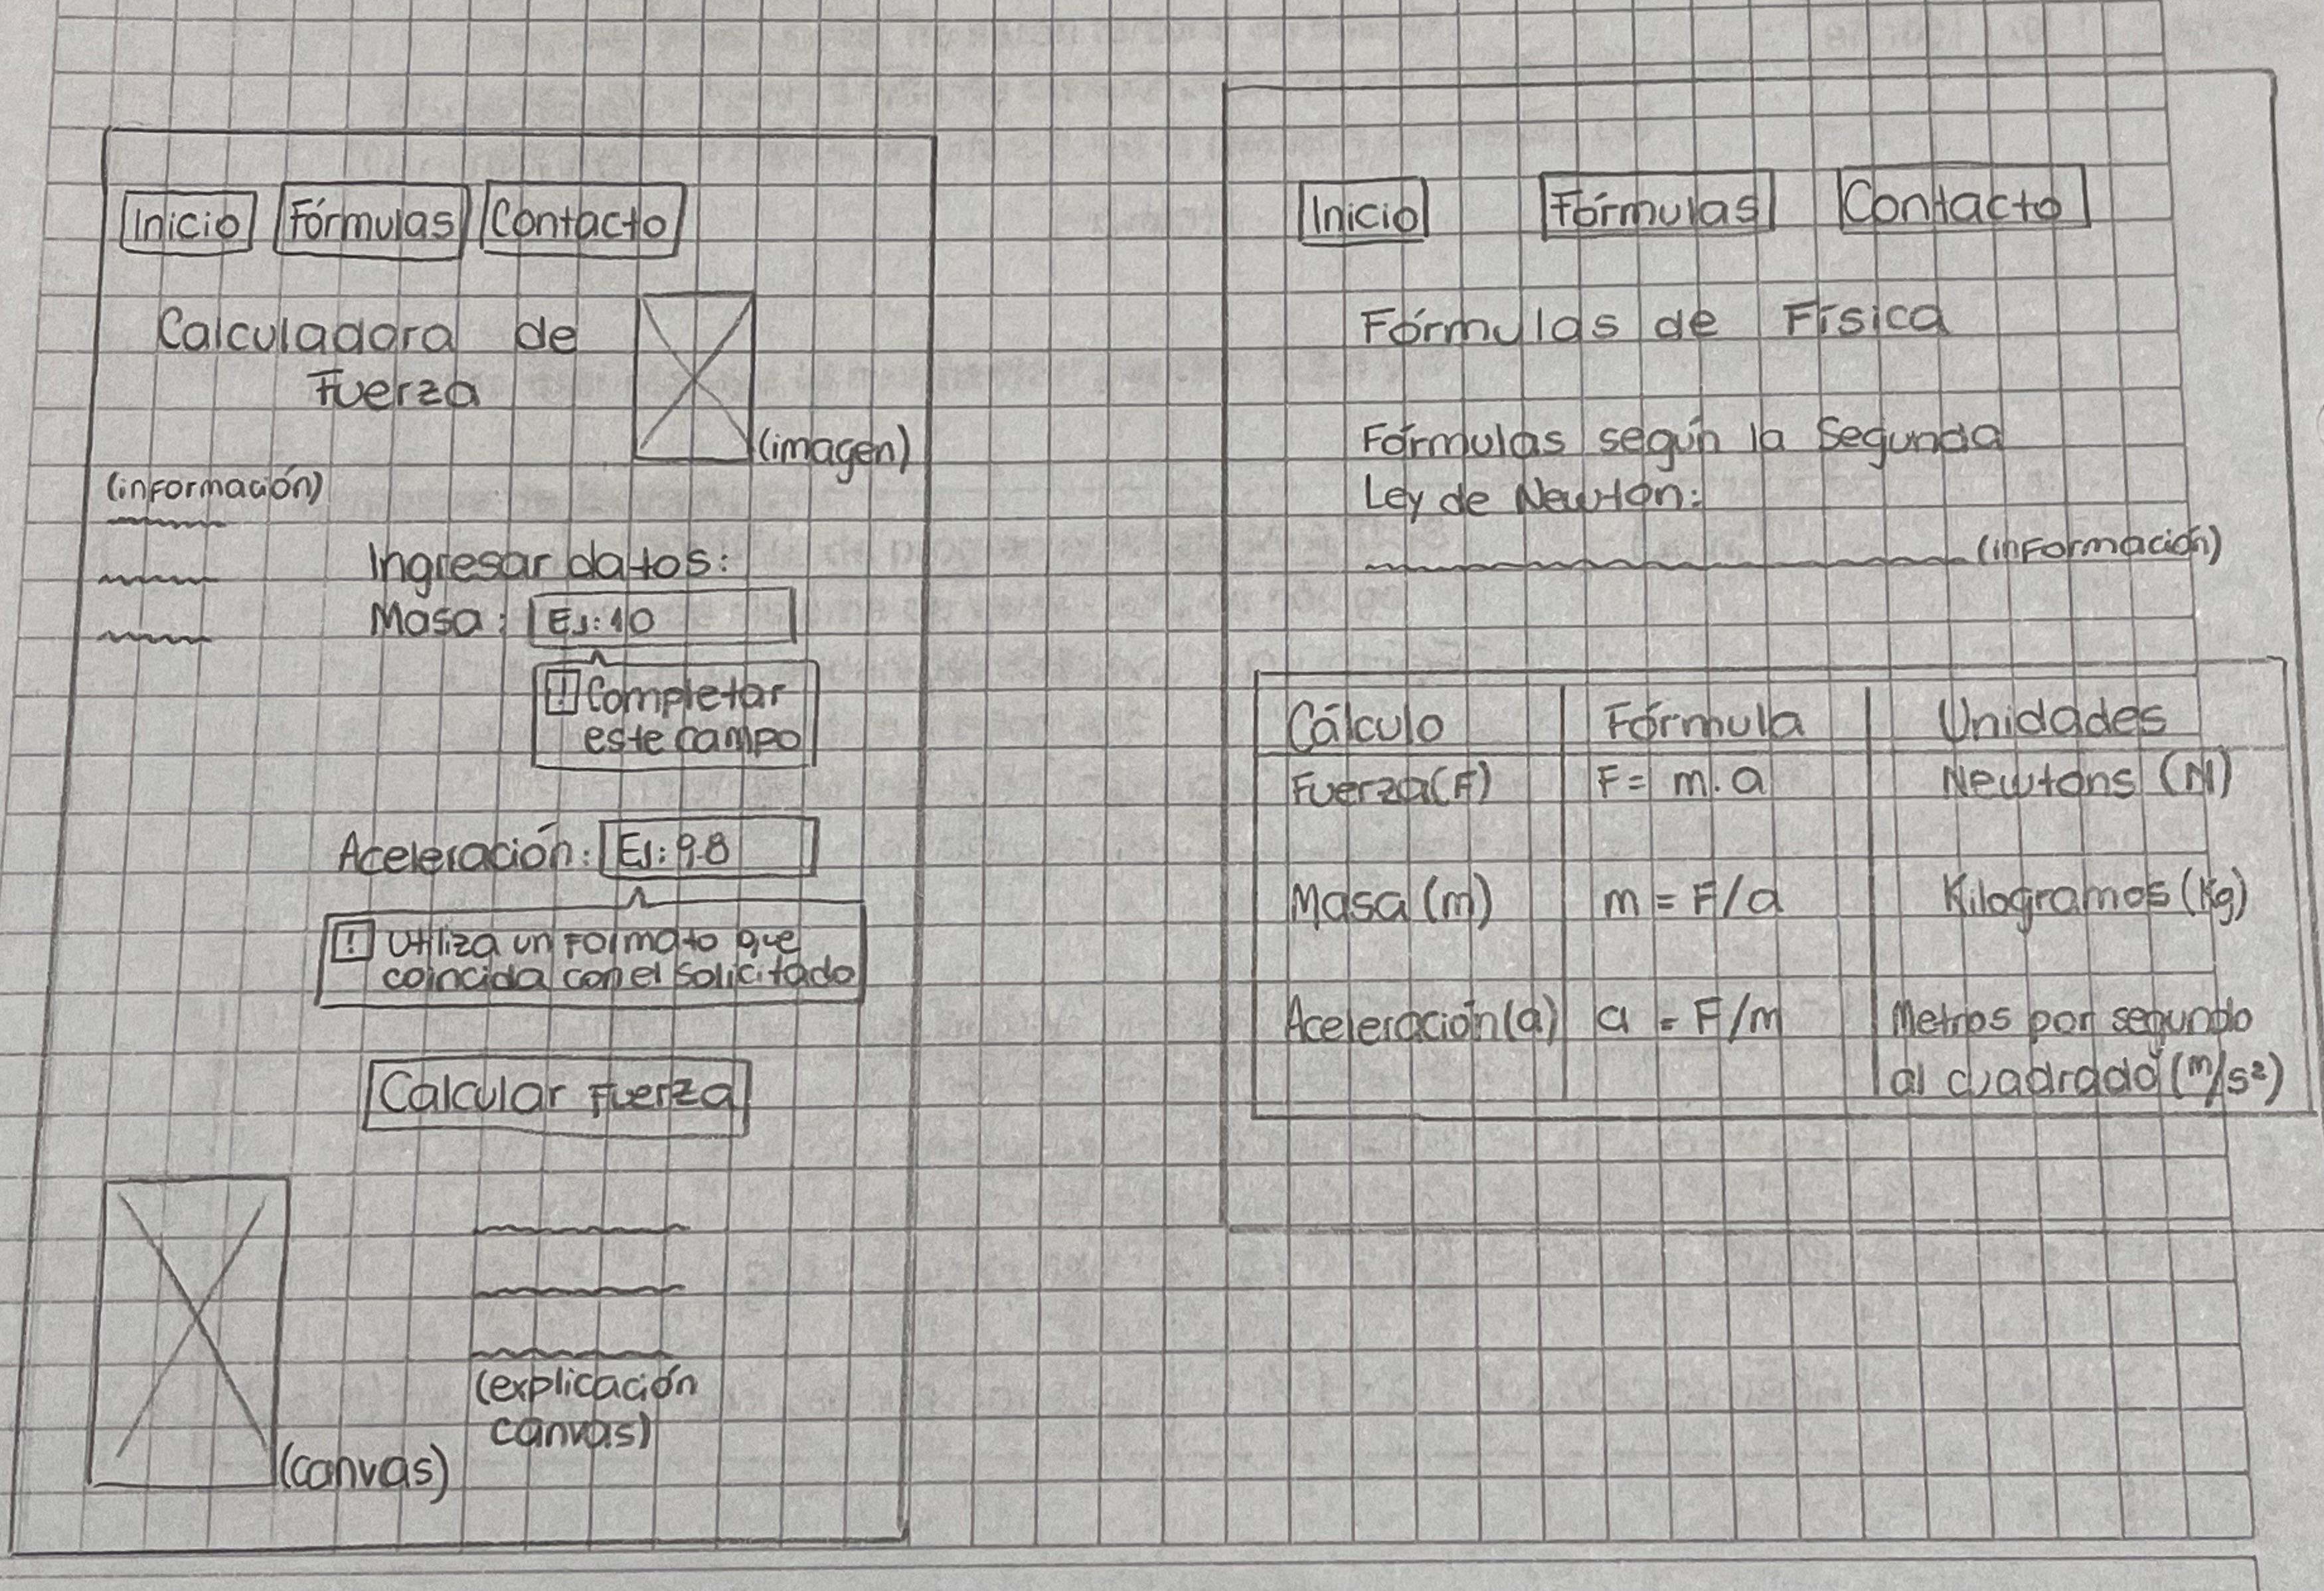 Inicio Fórmulas Contacto
Calculadora de
Fuerza
(imagen)
(información)
Ingresar datos:
Masa: EJ: 10
! Completar
este campo
Aceleración: EJ: 9.8
! Utiliza un formato que
coincida con el solicitado
Calcular Fuerza
(explicación
canvas)
(canvas)
Inicio Fórmulas Contacto
Fórmulas de Física
Fórmulas según la Segunda
Ley de Newton:
(información)
Cálculo Fórmula Unidades
Fuerza (F) F = m . a Newtons (N)
Masa (m) m = F/a Kilogramos (Kg)
Aceleración (a) a = F/m Metros por segundo
al cuadrado (m/s²)